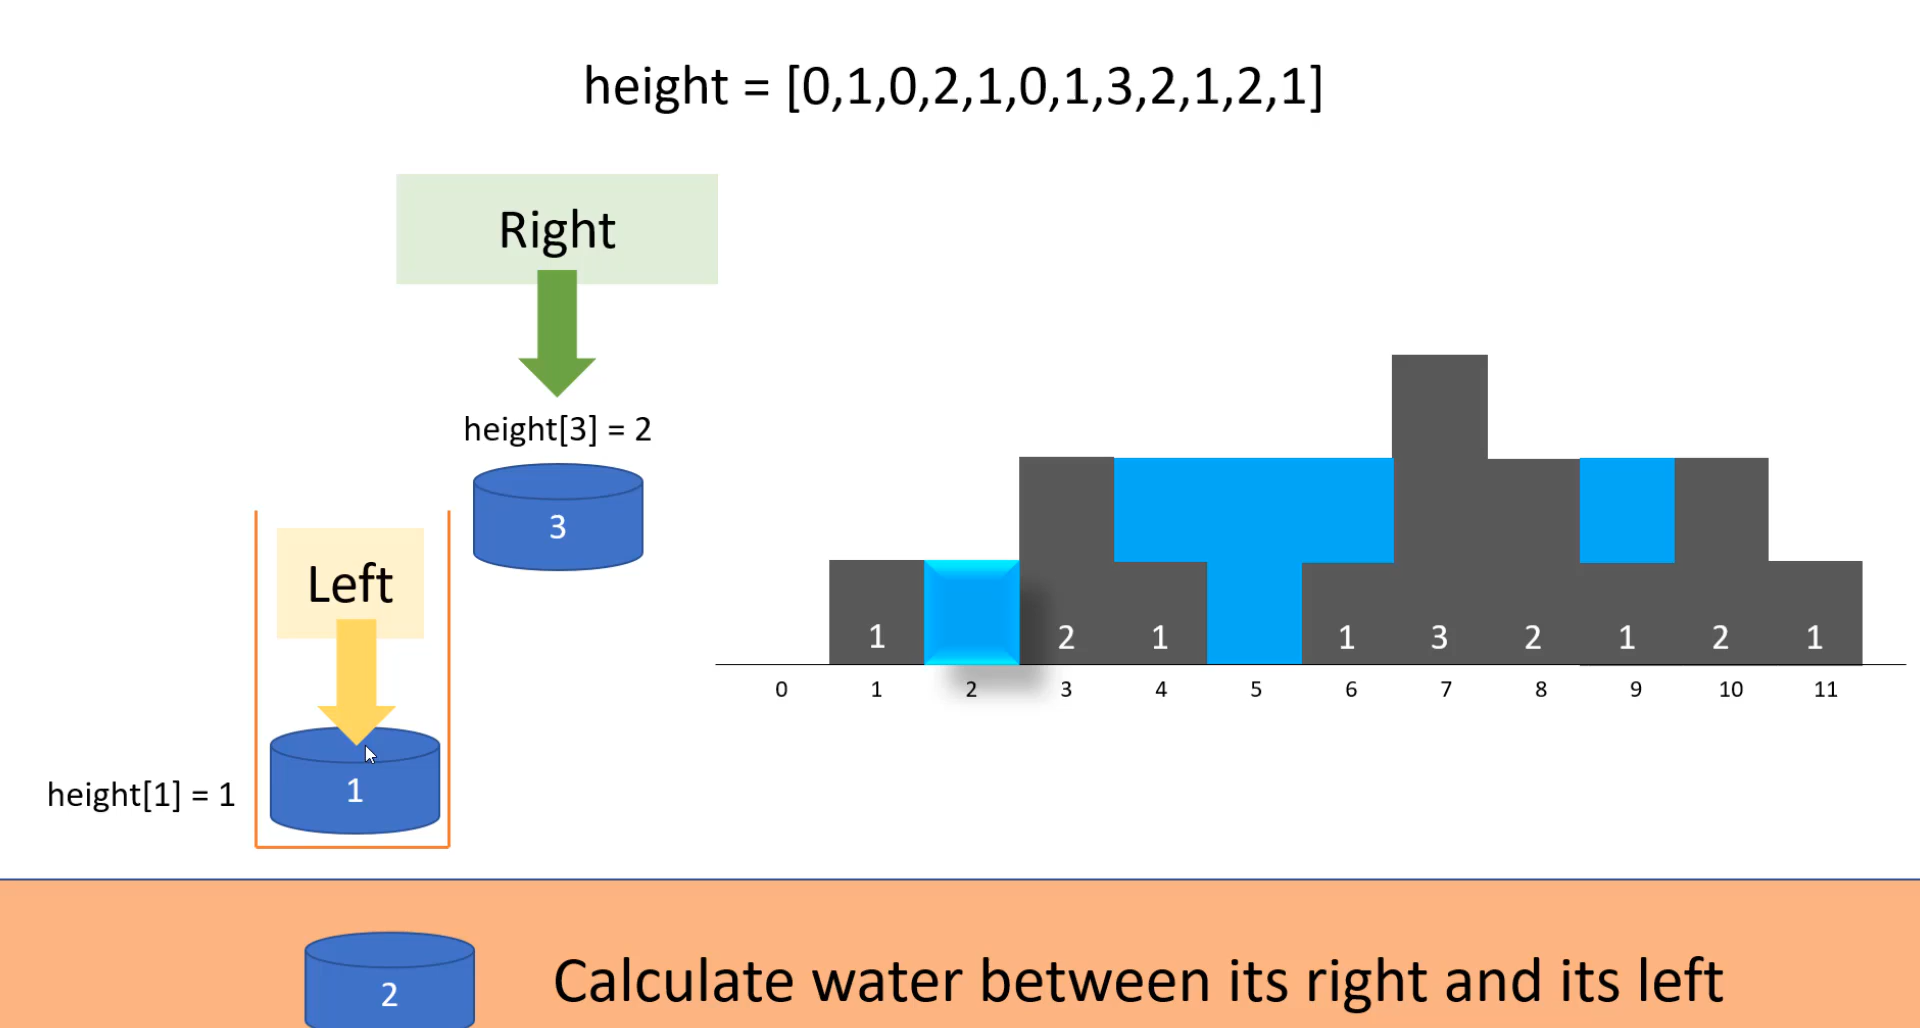 height = [0,1,0,2,1,0,1,3,2,1,2,1]
Right
height[3] = 2
3
Left
1
height[1] = 1
1 2 1 1 3 2 1 2 1
0 1 2 3 4 5 6 7 8 9 10 11
2
Calculate water between its right and its left